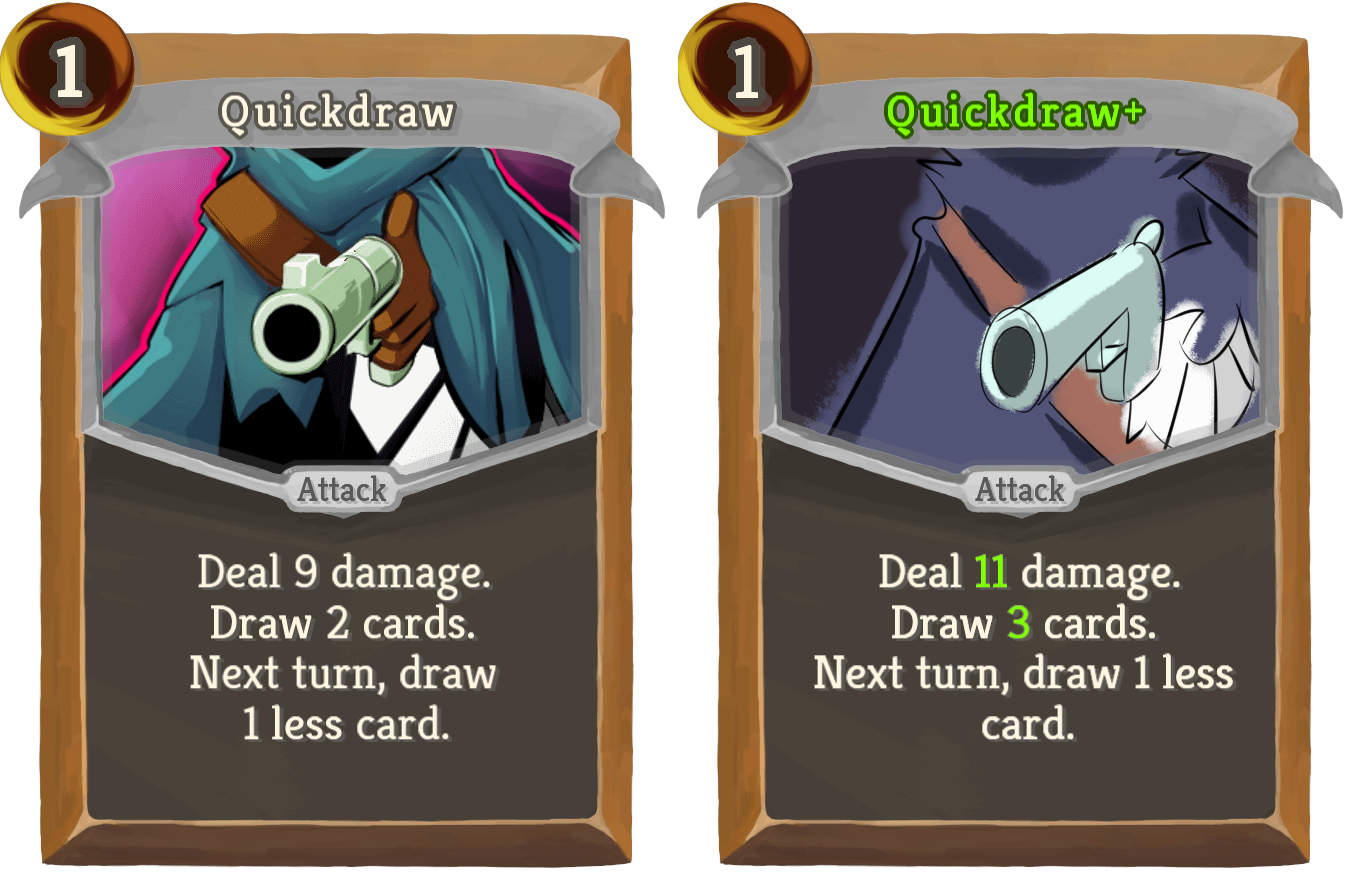 1
Quickdraw
Attack
Deal 9 damage.
Draw 2 cards.
Next turn, draw
1 less card.
1
Quickdraw+
Attack
Deal 11 damage.
Draw 3 cards.
Next turn, draw 1 less
card.